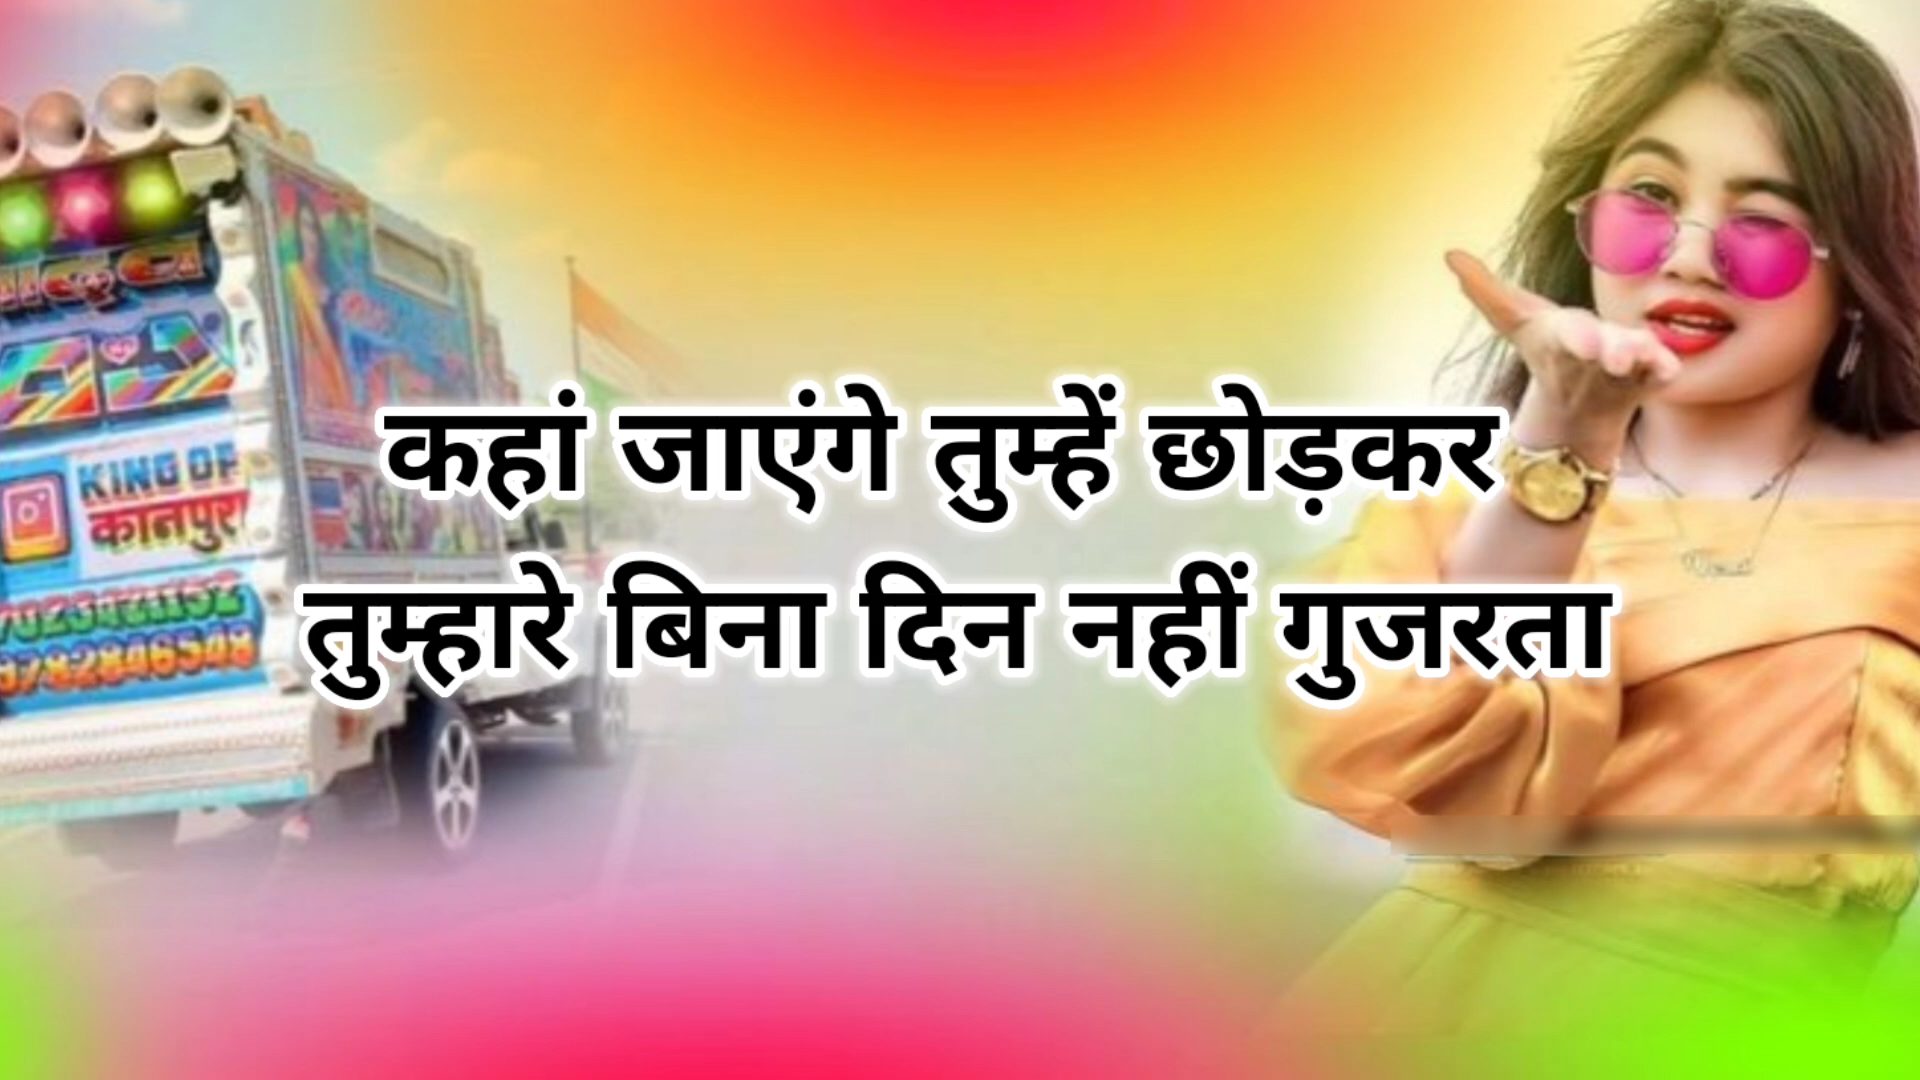 KING OF
कानपुर
कहां जाएंगे तुम्हें छोड़कर
तुम्हारे बिना दिन नहीं गुजरता